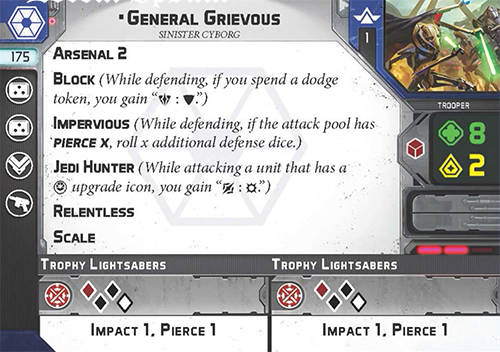 • GENERAL GRIEVOUS
SINISTER CYBORG
1
175
ARSENAL 2
BLOCK (While defending, if you spend a dodge
token, you gain “ : .”)
IMPERVIOUS (While defending, if the attack pool has
PIERCE X, roll x additional defense dice.)
JEDI HUNTER (While attacking a unit that has a
upgrade icon, you gain “ : .”)
RELENTLESS
SCALE
TROOPER
8
2
TROPHY LIGHTSABERS
IMPACT 1, PIERCE 1
TROPHY LIGHTSABERS
IMPACT 1, PIERCE 1